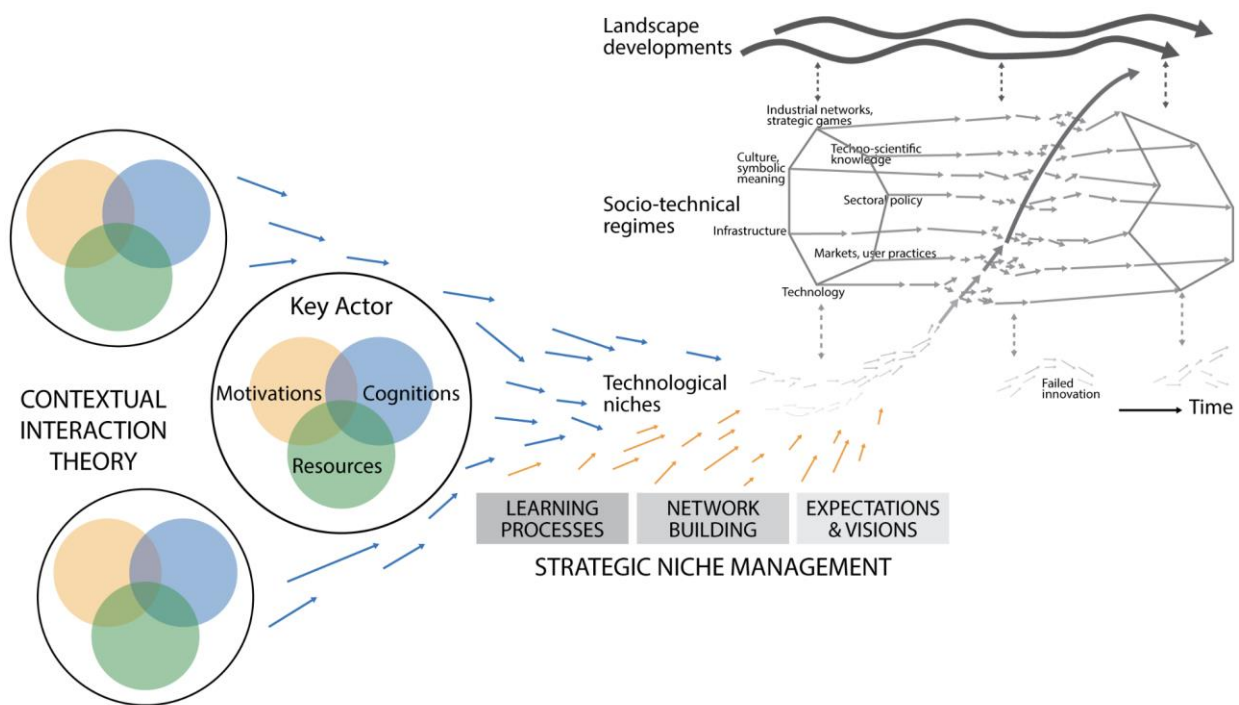 Landscape
developments
Industrial networks,
strategic games
Techno-scientific
knowledge
Culture,
symbolic
meaning
Socio-technical
regimes
Sectoral policy
Infrastructure
Markets, user practices
Technology
Key Actor
Motivations
Cognitions
Resources
CONTEXTUAL
INTERACTION
THEORY
Technological
niches
Failed
innovation
Time
LEARNING
PROCESSES
NETWORK
BUILDING
EXPECTATIONS
& VISIONS
STRATEGIC NICHE MANAGEMENT